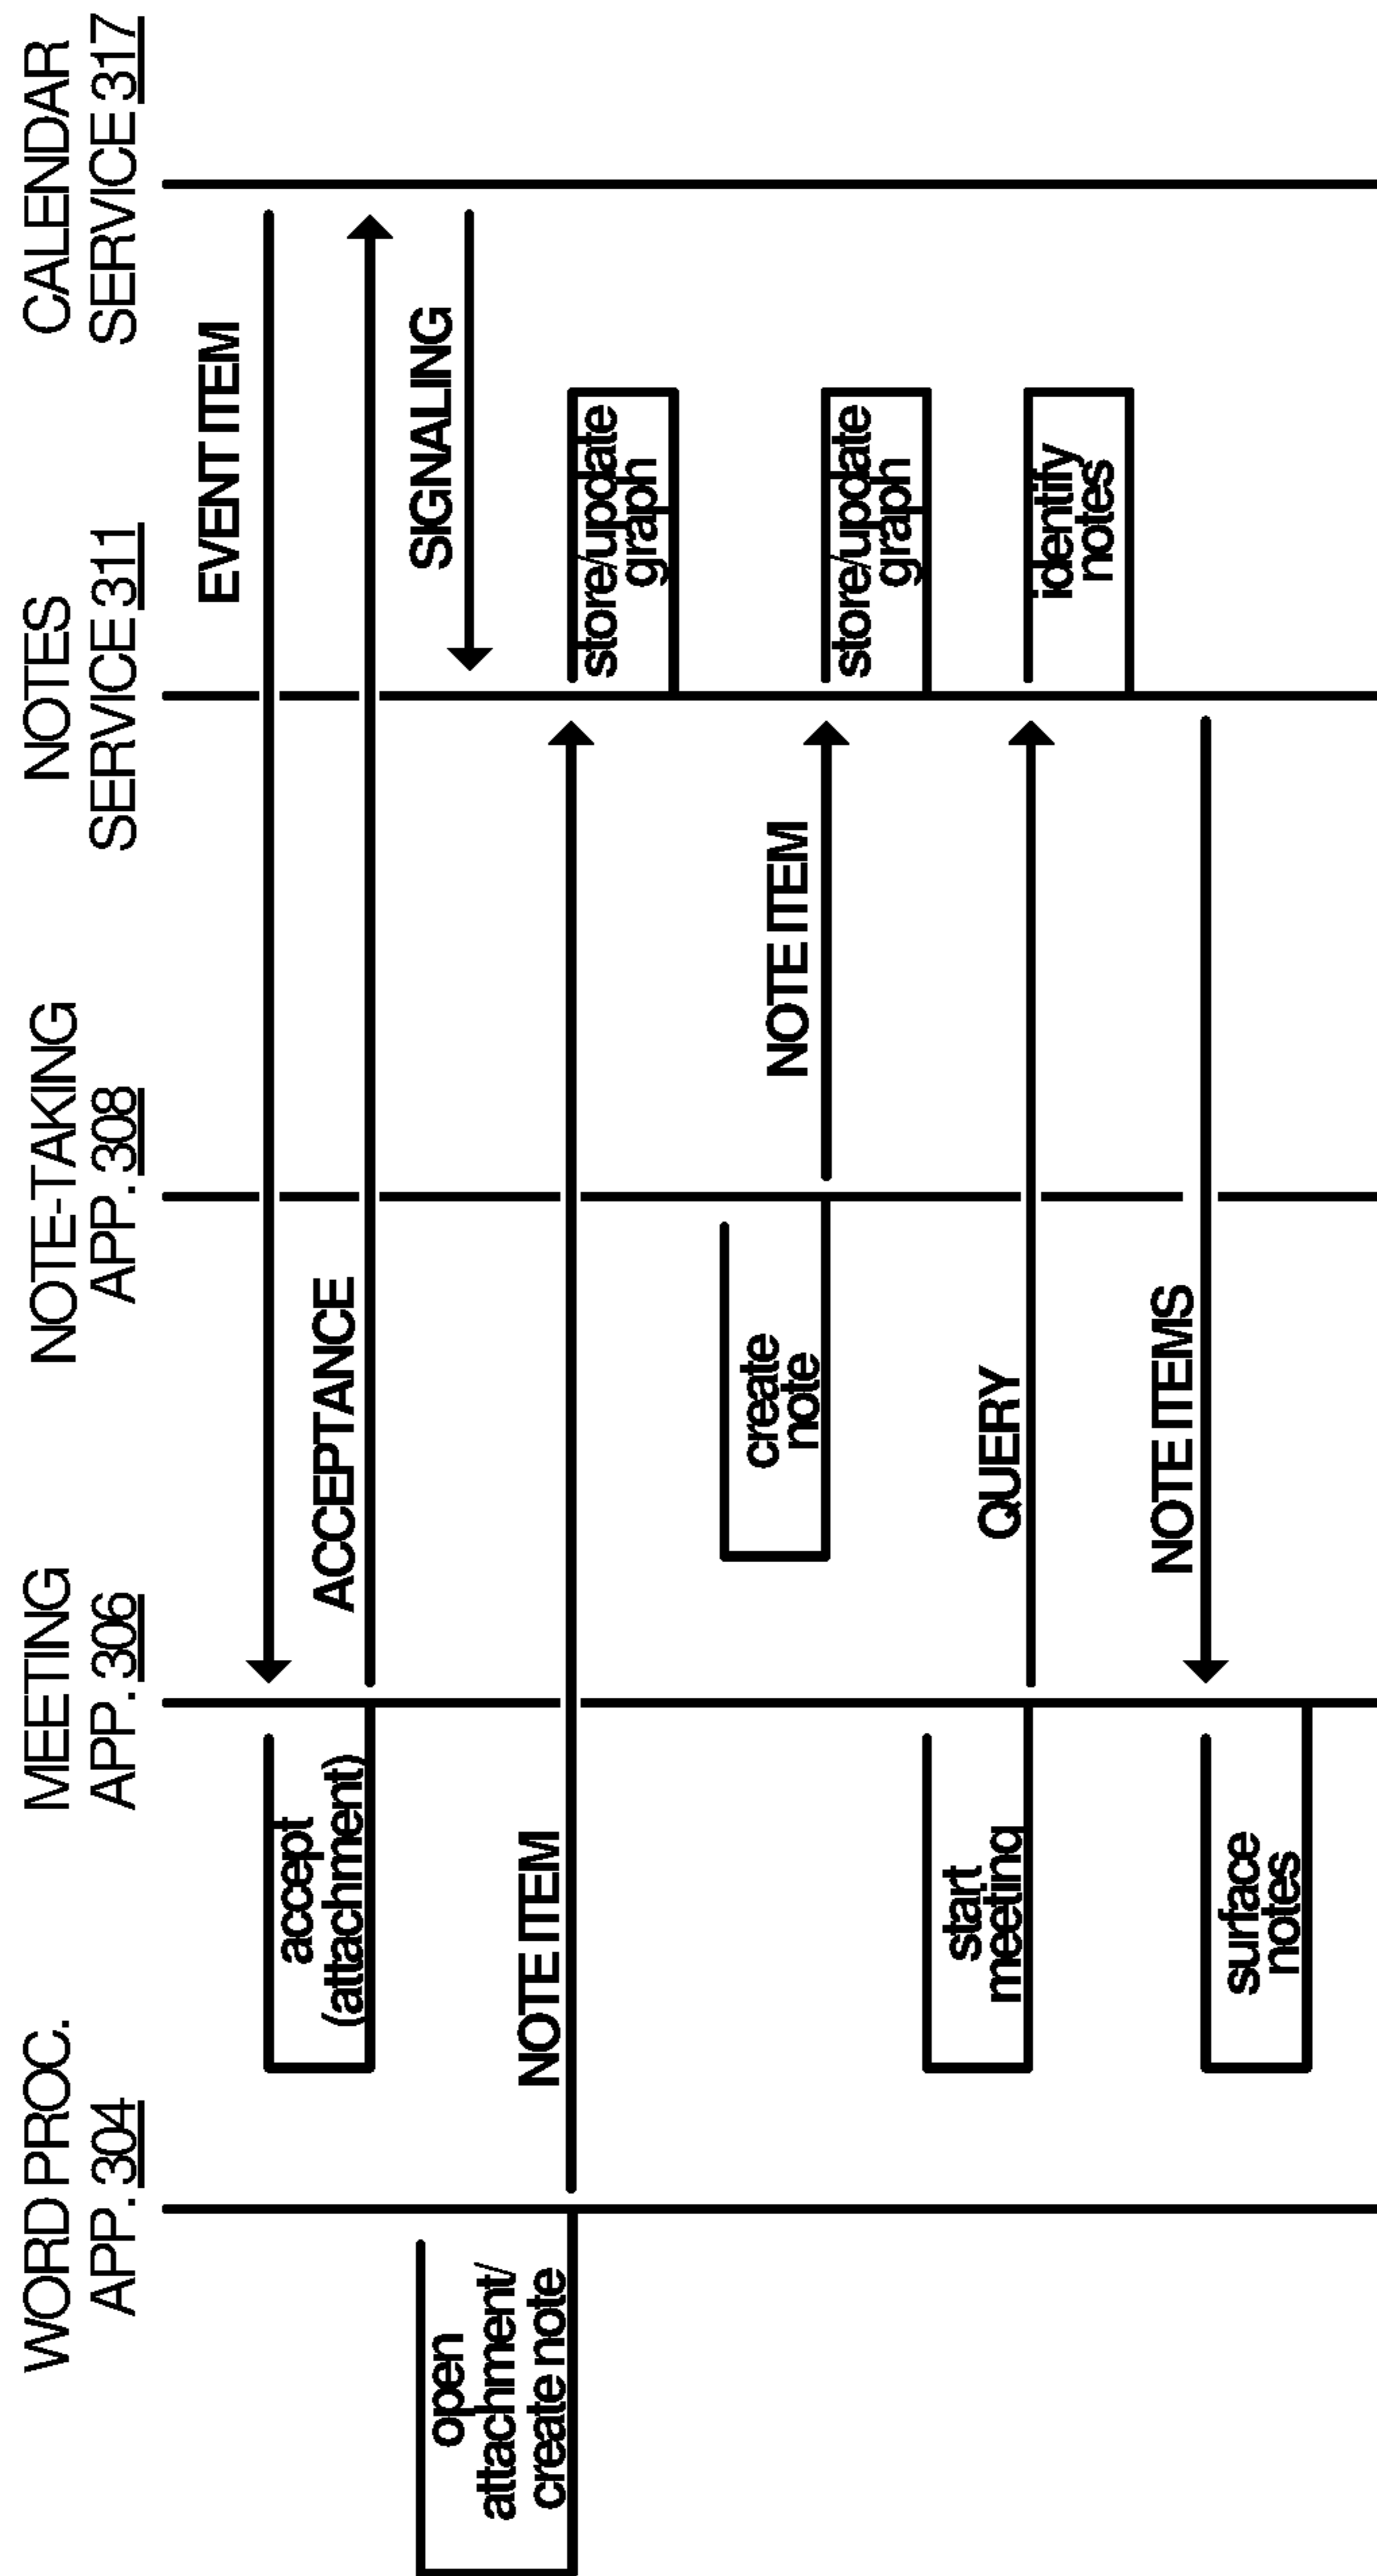 WORD PROC.
APP. 304
MEETING
APP. 306
NOTE-TAKING
APP. 308
NOTES
SERVICE 311
CALENDAR
SERVICE 317
EVENT ITEM
accept
(attachment)
ACCEPTANCE
SIGNALING
open
attachment/
create note
NOTE ITEM
store/update
graph
create
note
NOTE ITEM
store/update
graph
start
meeting
QUERY
identify
notes
NOTE ITEMS
surface
notes